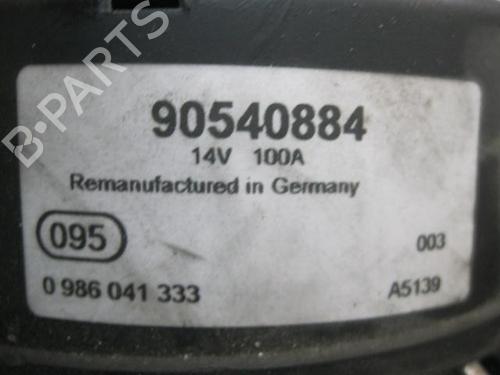 B-PARTS
90540884
14V 100A
Remanufactured in Germany
095
003
0 986 041 333
A5139